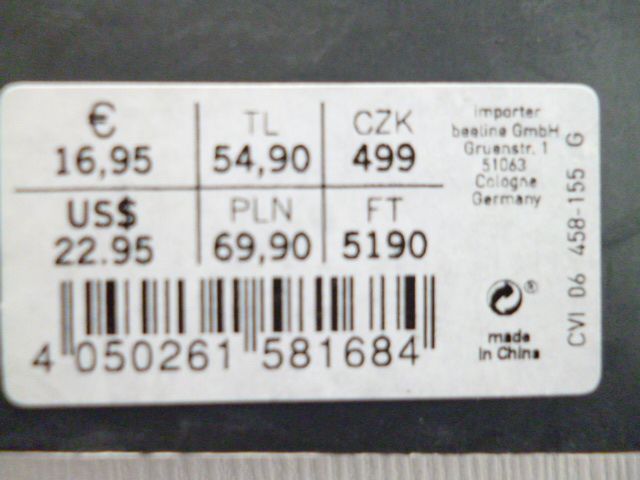 € TL CZK
16,95 54,90 499
US$ PLN FT
22.95 69,90 5190
4 050261 581684
importer
beeline GmbH
Gruenstr. 1
51063
Cologne
Germany
®
made
in China
CVI 06 458-155 G